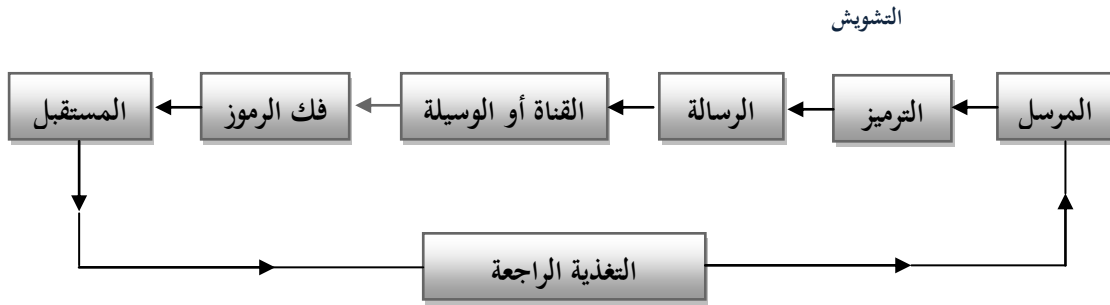 التشويش
المرسل
الترميز
الرسالة
القناة أو الوسيلة
فك الرموز
المستقبل
التغذية الراجعة